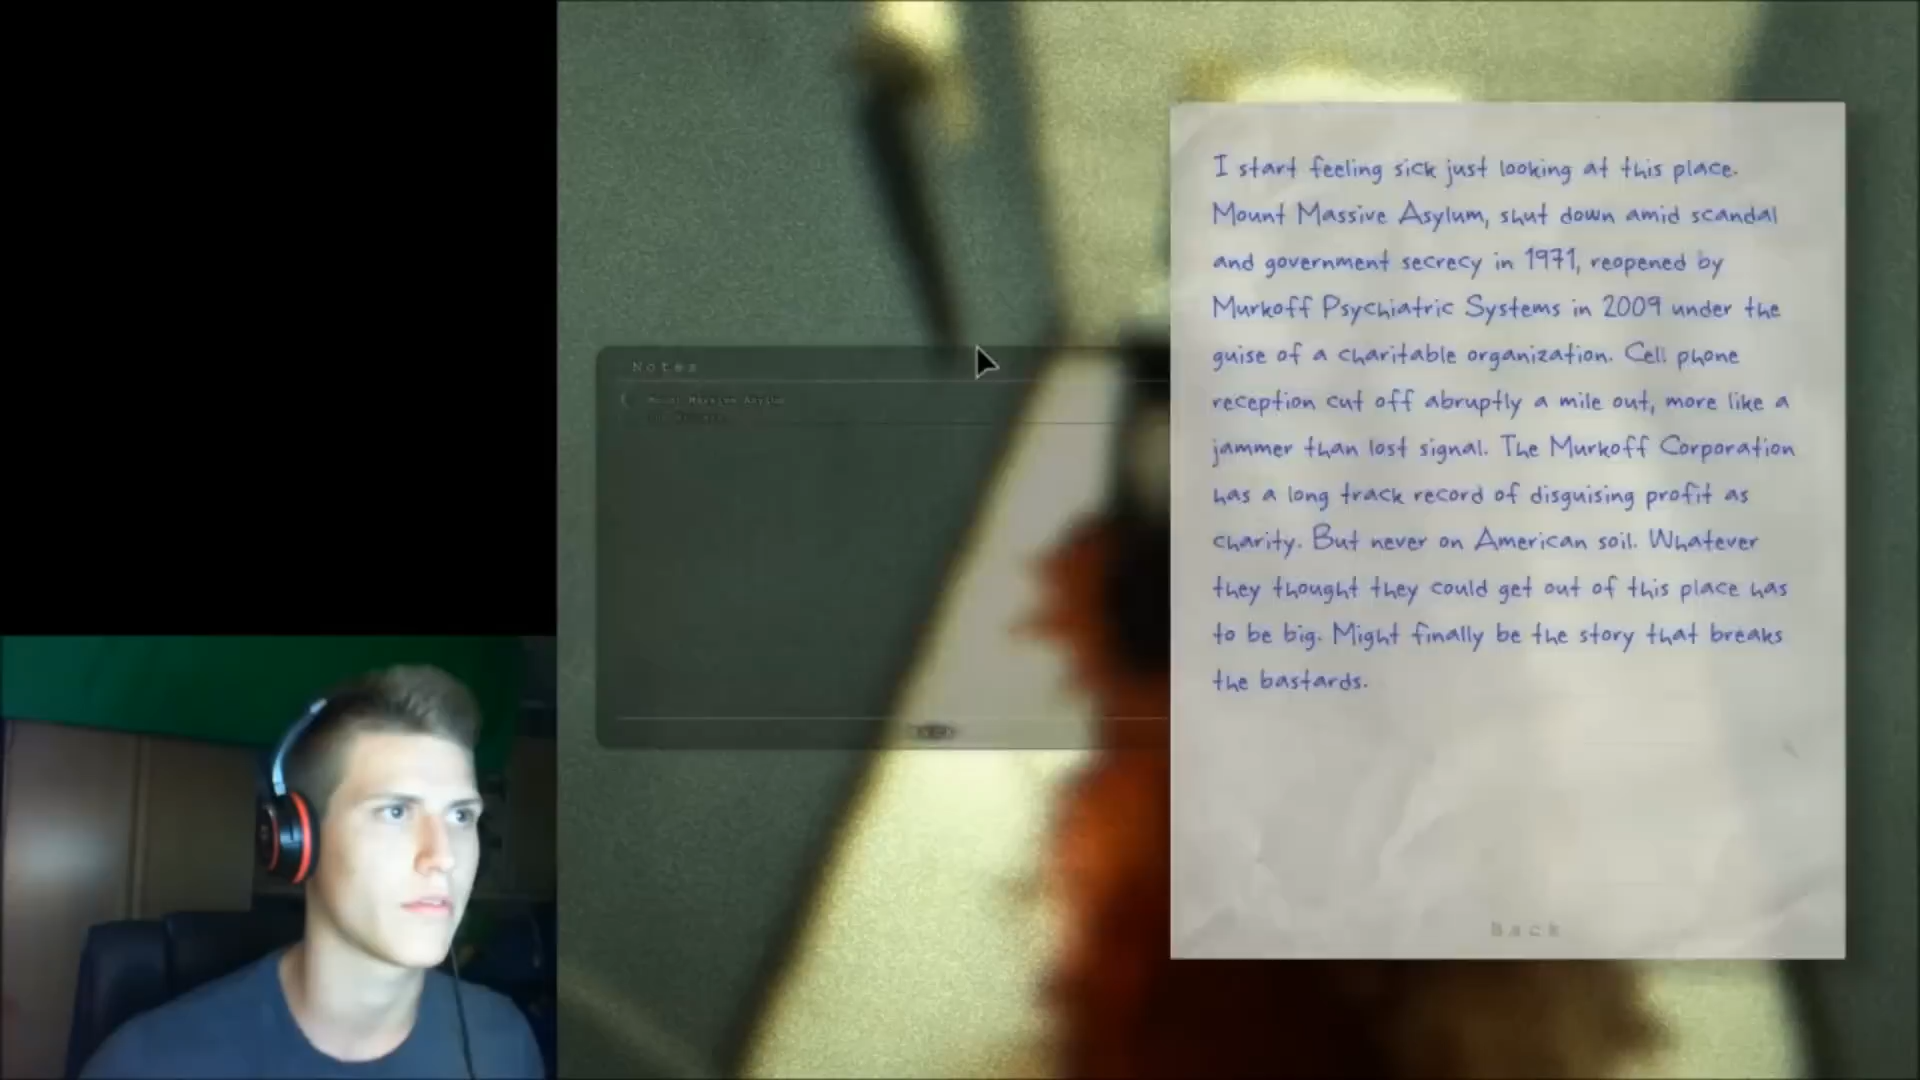 Notes
Mount Massive Asylum
I start feeling sick just looking at this place.
Mount Massive Asylum, shut down amid scandal
and government secrecy in 1971, reopened by
Murkoff Psychiatric Systems in 2009 under the
guise of a charitable organization. Cell phone
reception cut off abruptly a mile out, more like a
jammer than lost signal. The Murkoff Corporation
has a long track record of disguising profit as
charity. But never on American soil. Whatever
they thought they could get out of this place has
to be big. Might finally be the story that breaks
the bastards.
Back